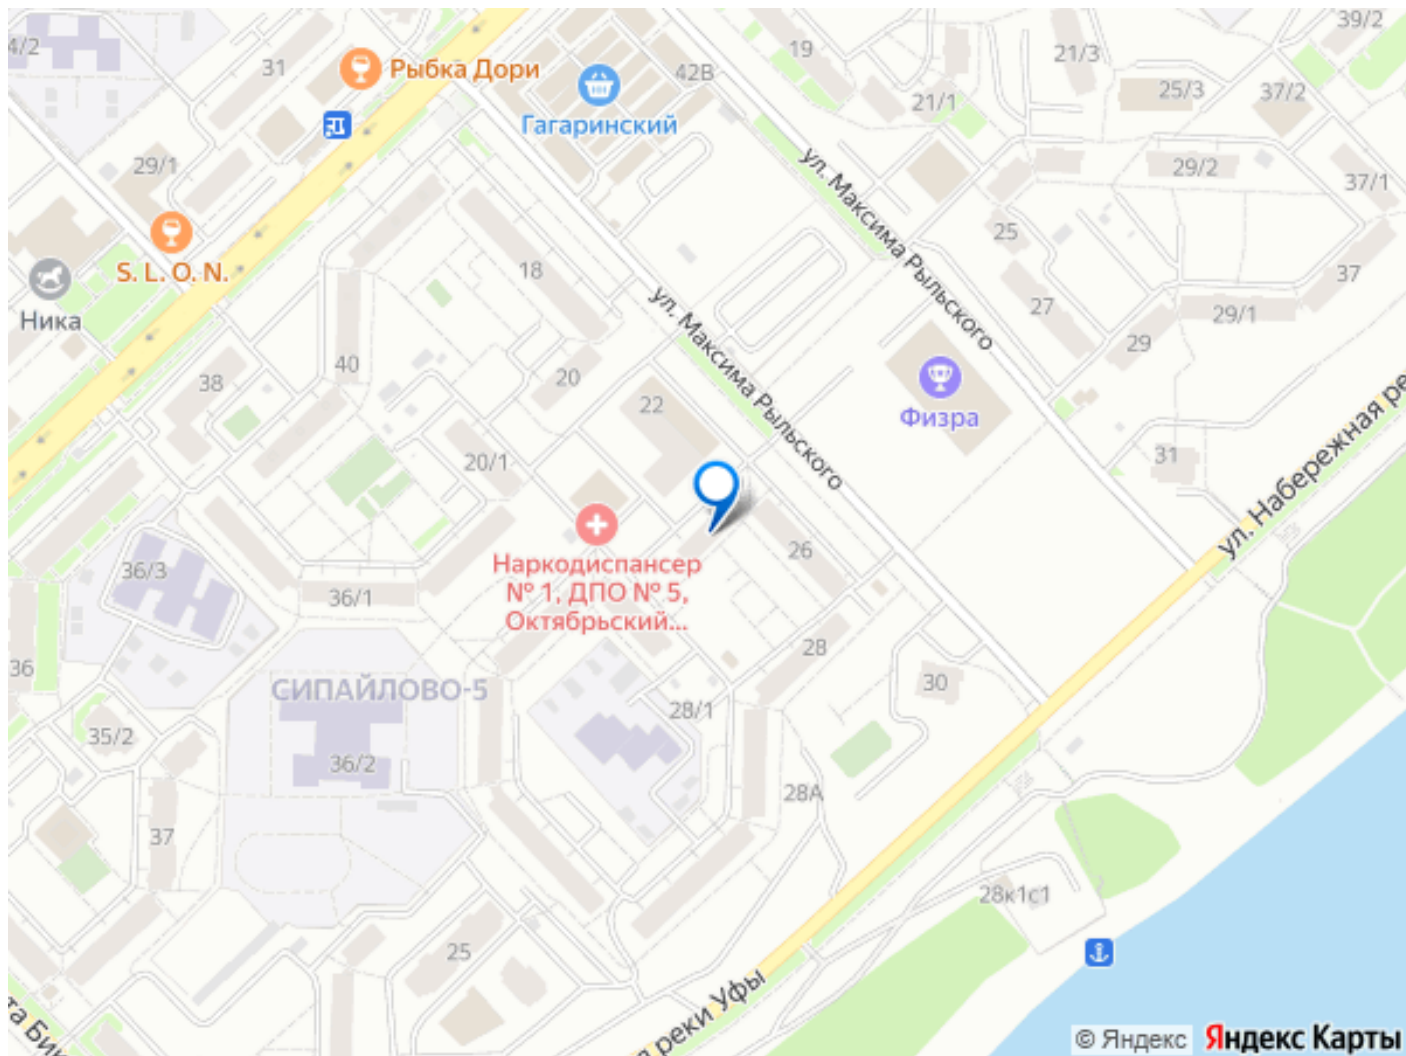 4/2
31
Рыбка Дори
42В
19
21/3
39/2
25/3
37/2
21/1
Гагаринский
29/1
29/2
37/1
ул. Максима Рыльского
25
S. L. O. N.
18
37
Ника
27
29/1
ул. Максима Рыльского
29
40
38
20
22
Физра
20/1
31
ул. Набережная ре
26
36/3
Наркодиспансер
№ 1, ДПО № 5,
Октябрьский...
36/1
28
36
СИПАЙЛОВО-5
30
28/1
35/2
36/2
28А
37
28к1с1
25
та Бик
я реки Уфы
© Яндекс Яндекс Карты